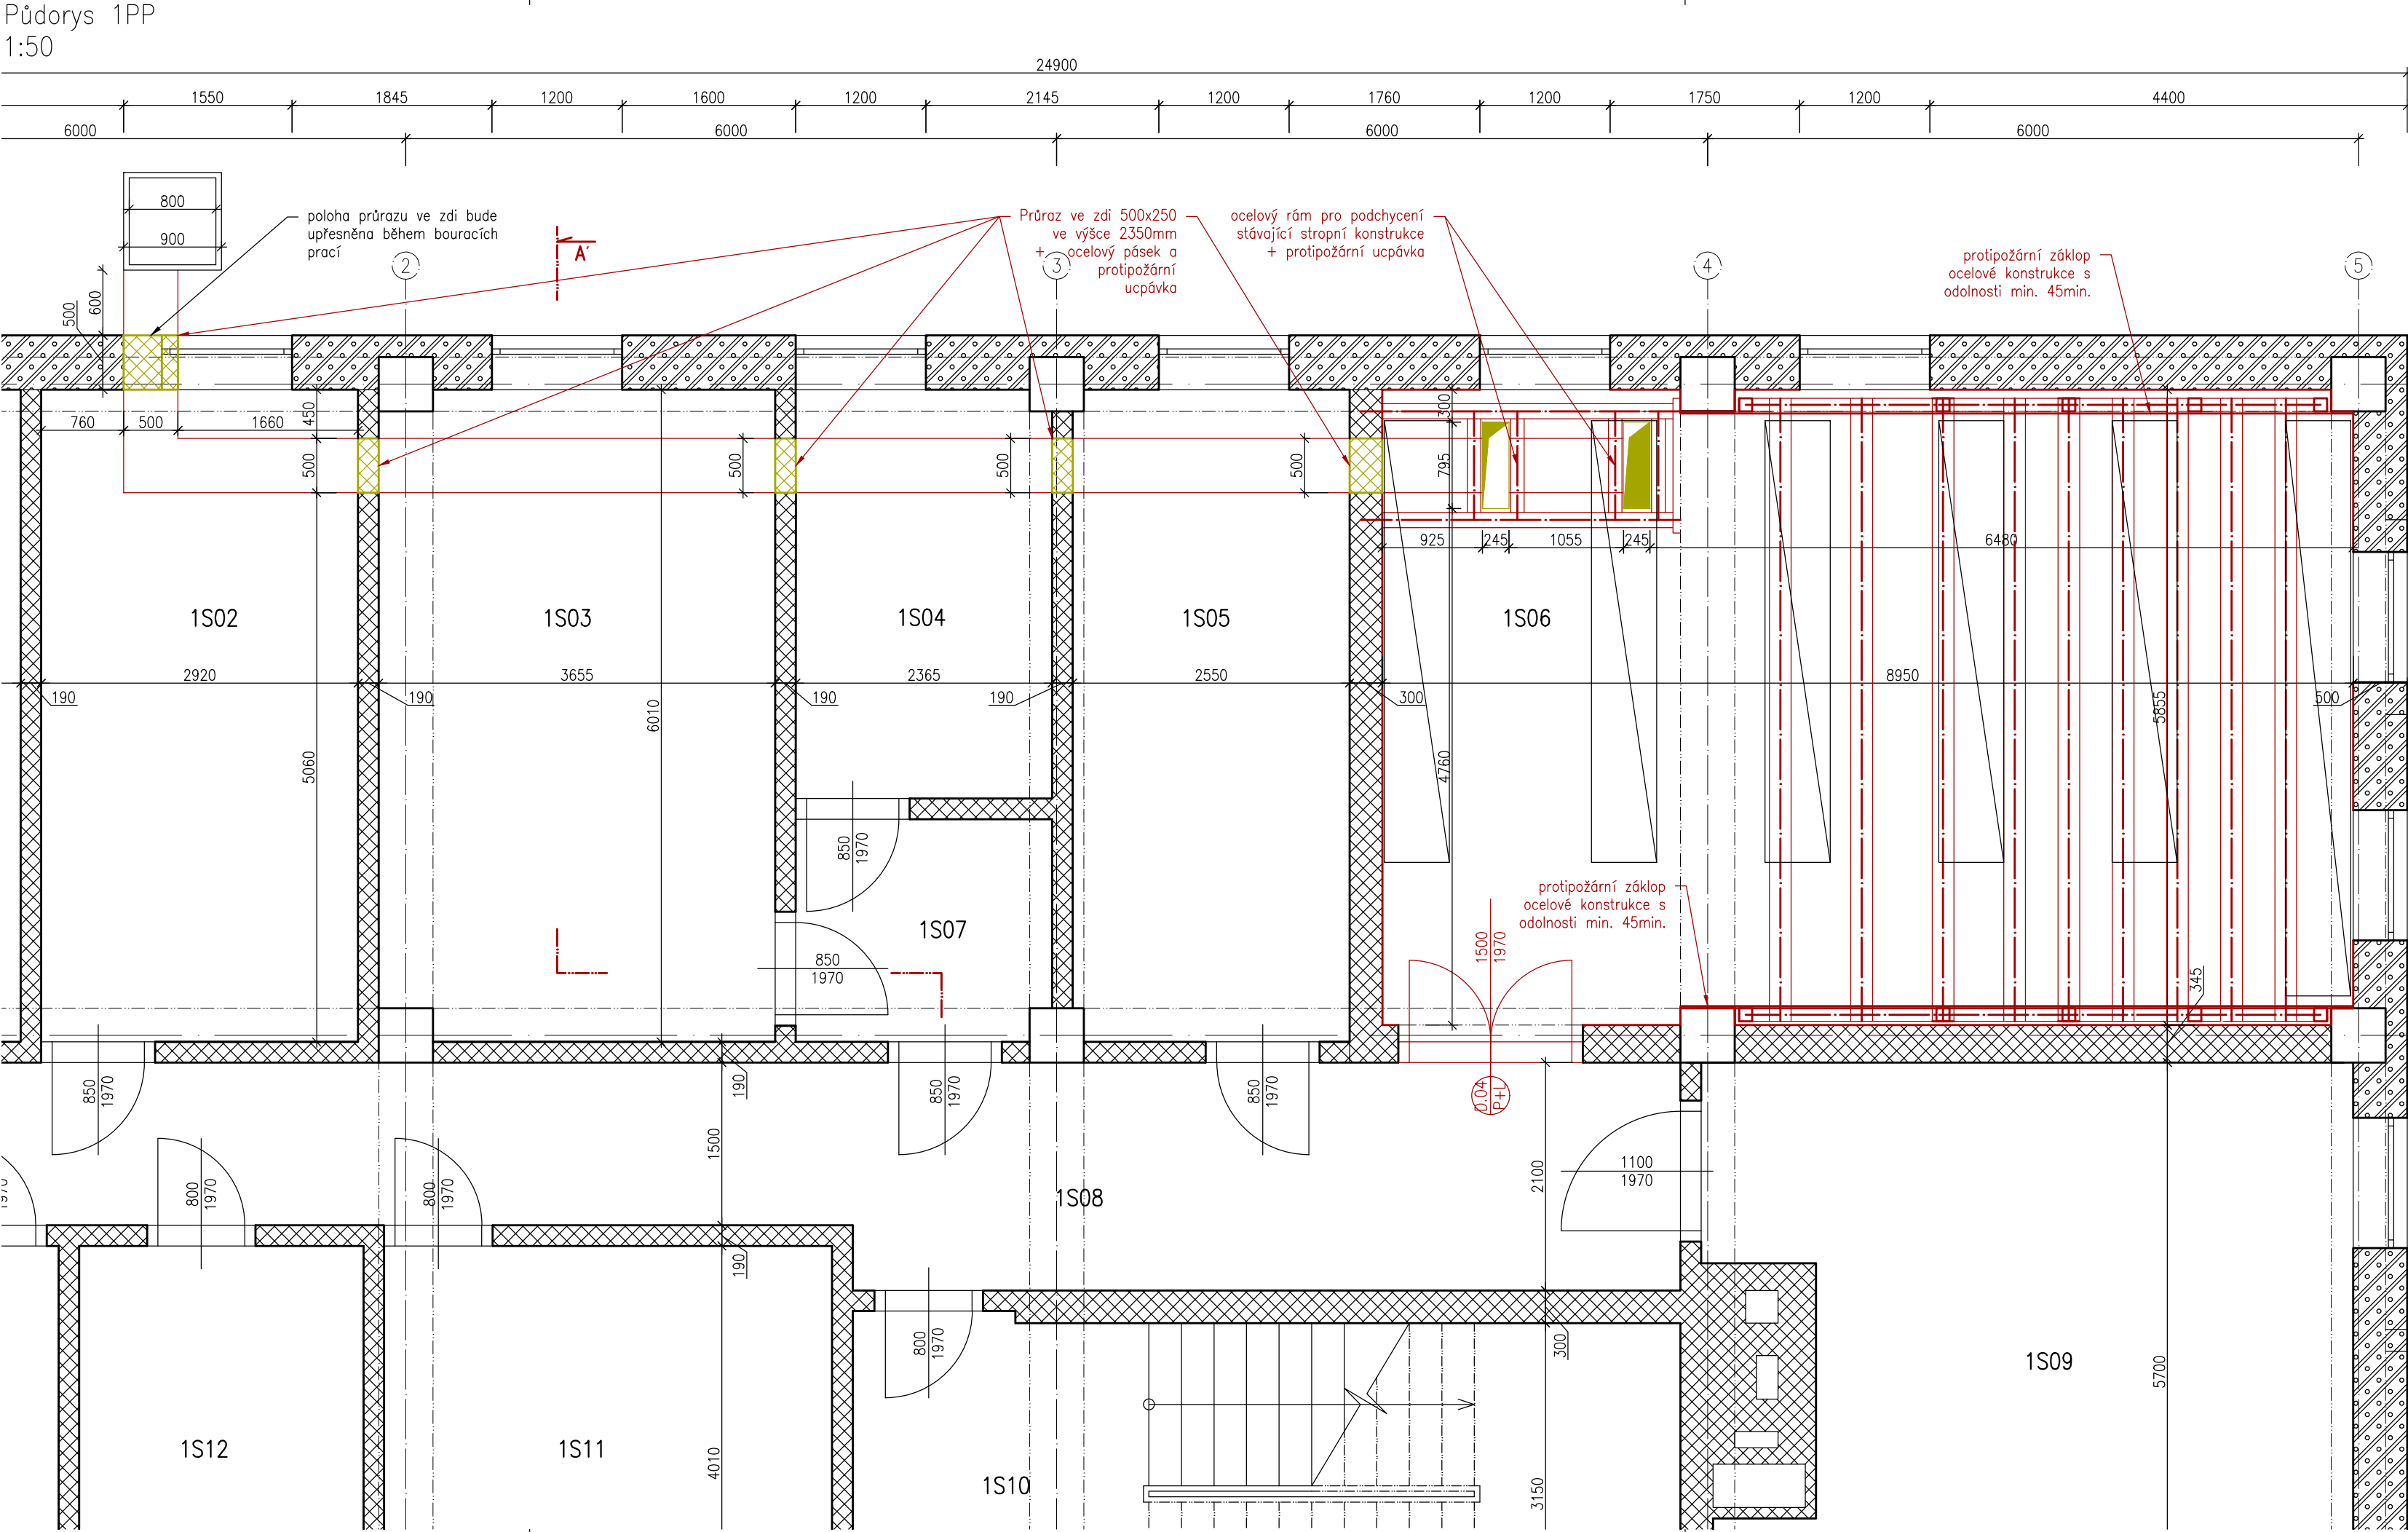 Půdorys 1PP
1:50
24900
1550 1845 1200 1600 1200 2145 1200 1760 1200 1750 1200 4400
6000 6000 6000 6000
800
900
poloha průrazu ve zdi bude
upřesněna během bouracích
prací
A'
Průraz ve zdi 500x250
ve výšce 2350mm
+ ocelový pásek a
protipožární
ucpávka
ocelový rám pro podchycení
stávající stropní konstrukce
+ protipožární ucpávka
protipožární záklop
ocelové konstrukce s
odolnosti min. 45min.
2 3 4 5
500 600
760 500 1660 450
500 500 500 500
300
795
925 245 1055 245 6480
1S02 1S03 1S04 1S05 1S06
2920 3655 2365 2550 8950
190 190 190 190 300 500
5060 6010 4760 5855
850 1970
1S07
850
1970
protipožární záklop
ocelové konstrukce s
odolnosti min. 45min.
1500 1970
345
D.04 P+L
850 1970 190 850 1970 850 1970
1500 2100
1100
1970
1970 800 1970 800 1970
1S08
190
800 1970 300
1S09
5700
1S12 1S11 4010 1S10 3150